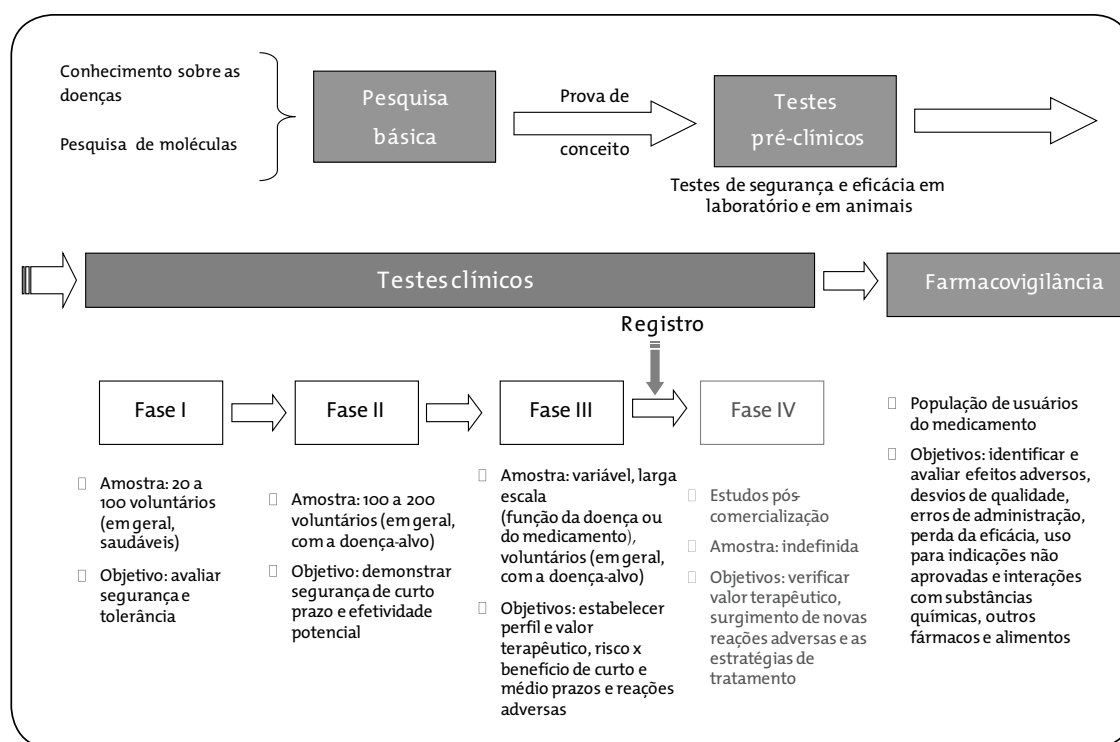 Conhecimento sobre as
doenças
Pesquisa de moléculas
Pesquisa
básica
Prova de
conceito
Testes
pré-clínicos
Testes de segurança e eficácia em
laboratório e em animais
Testes clínicos
Farmacovigilância
Registro
Fase I
Fase II
Fase III
Fase IV
Amostra: 20 a
100 voluntários
(em geral,
saudáveis)
Objetivo: avaliar
segurança e
tolerância
Amostra: 100 a 200
voluntários (em geral,
com a doença-alvo)
Objetivo: demonstrar
segurança de curto
prazo e efetividade
potencial
Amostra: variável, larga
escala
(função da doença ou
do medicamento),
voluntários (em geral,
com a doença-alvo)
Objetivos: estabelecer
perfil e valor
terapêutico, risco x
benefício de curto e
médio prazos e reações
adversas
Estudos pós-
comercialização
Amostra: indefinida
Objetivos: verificar
valor terapêutico,
surgimento de novas
reações adversas e as
estratégias de
tratamento
População de usuários
do medicamento
Objetivos: identificar e
avaliar efeitos adversos,
desvios de qualidade,
erros de administração,
perda da eficácia, uso
para indicações não
aprovadas e interações
com substâncias
químicas, outros
fármacos e alimentos